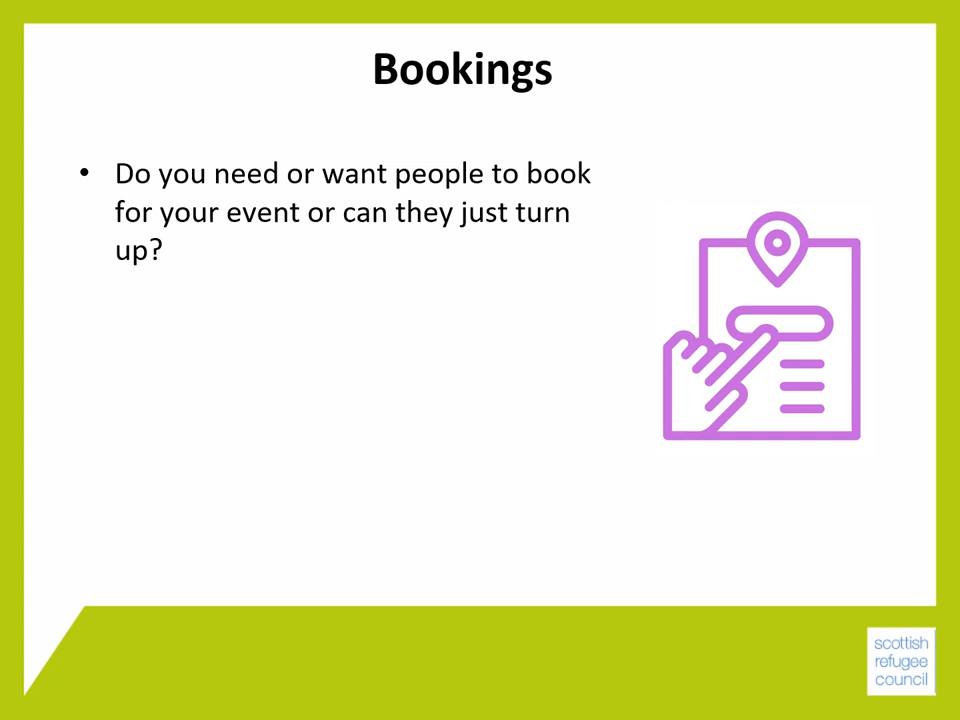 Bookings
• Do you need or want people to book
for your event or can they just turn
up?
scottish
refugee
council